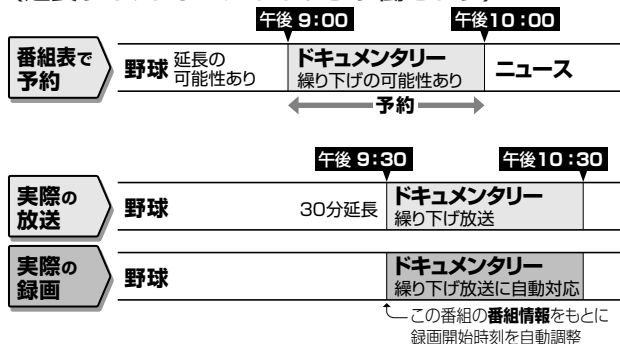 午後 9:00
午後10:00
番組表で
予約
野球 延長の
可能性あり
ドキュメンタリー
繰り下げの可能性あり
ニュース
予約
午後 9:30
午後10:30
実際の
放送
野球
30分延長
ドキュメンタリー
繰り下げ放送
実際の
録画
野球
ドキュメンタリー
繰り下げ放送に自動対応
この番組の番組情報をもとに
録画開始時刻を自動調整